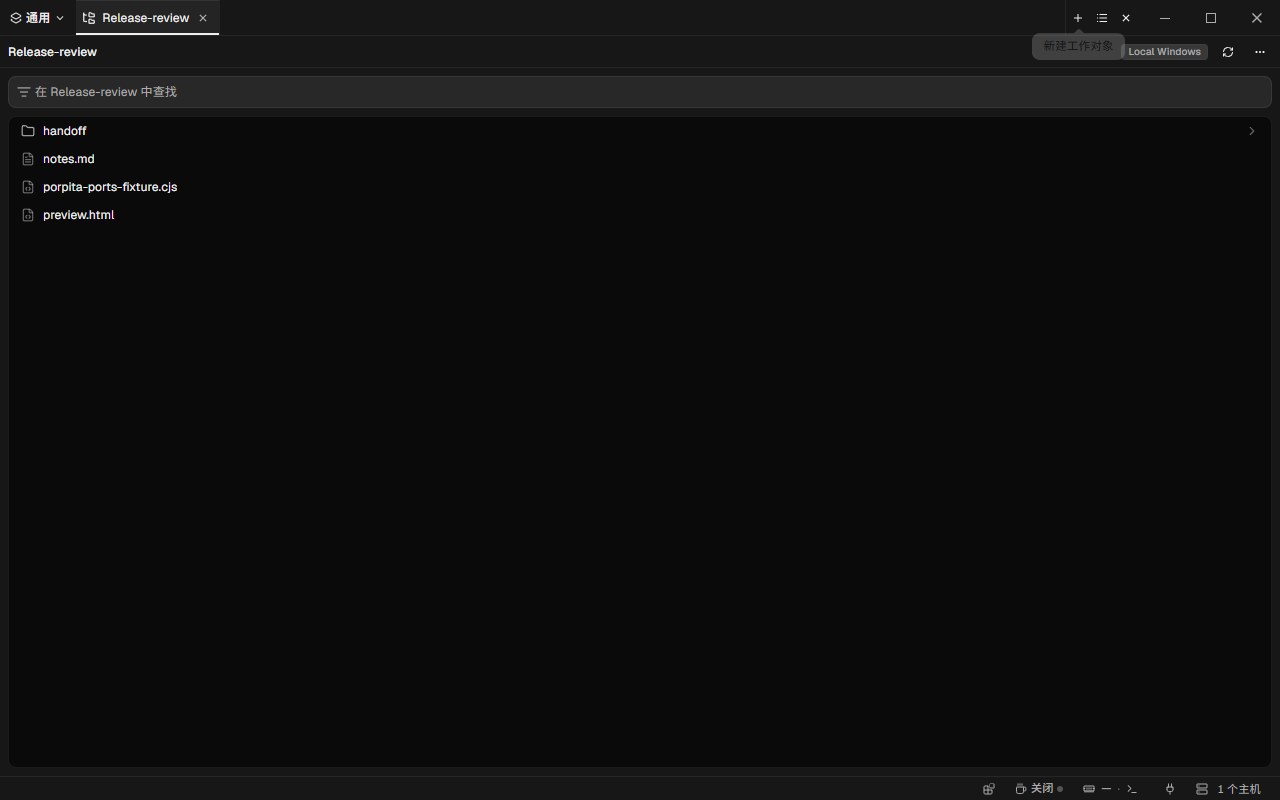 通用
Release-review
Release-review
新建工作对象
Local Windows
在 Release-review 中查找
handoff
notes.md
porpita-ports-fixture.cjs
preview.html
关闭
1 个主机